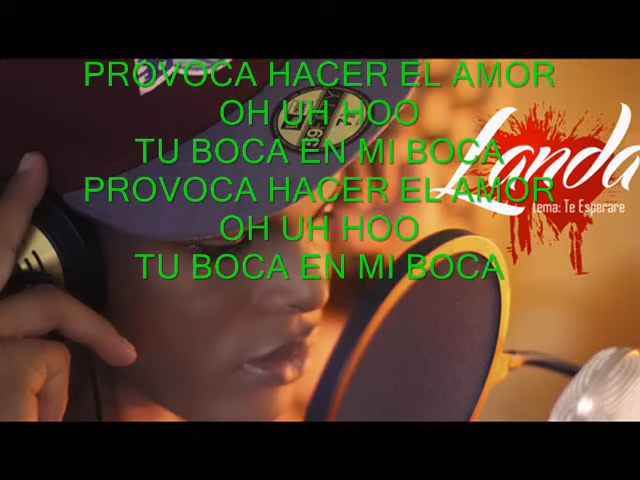 PROVOCA HACER EL AMOR
OH UH HOO
TU BOCA EN MI BOCA
PROVOCA HACER EL AMOR
OH UH HOO
TU BOCA EN MI BOCA
Landa
Tema: Te Esperare